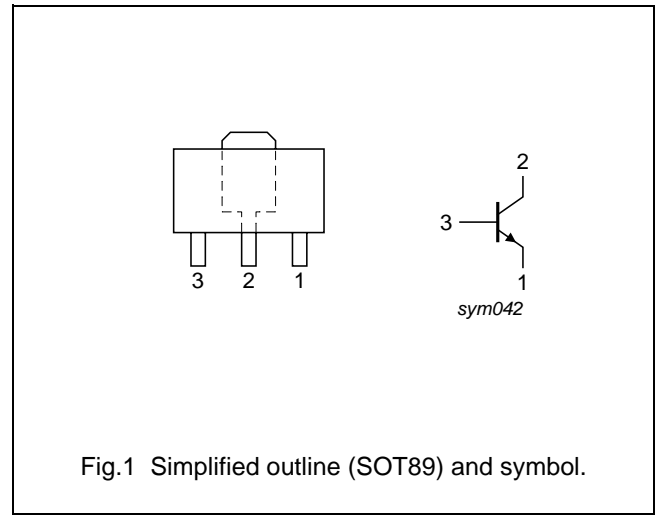 3 2 1
2
3
1
sym042
Fig.1 Simplified outline (SOT89) and symbol.